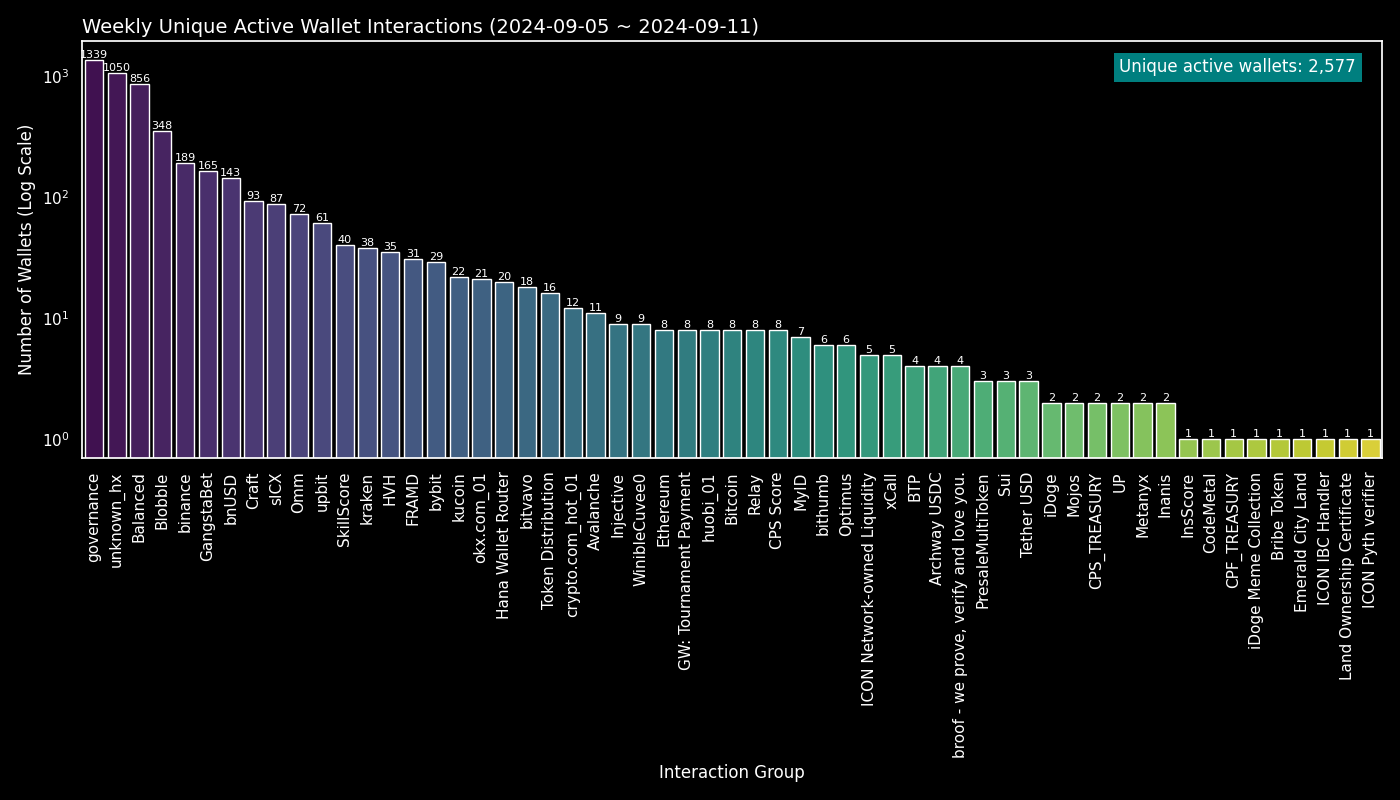 Weekly Unique Active Wallet Interactions (2024-09-05 ~ 2024-09-11)
Unique active wallets: 2,577
Number of Wallets (Log Scale)
10³
10²
10¹
10⁰
1339
1050
856
348
189
165
143
93
87
72
61
40
38
35
31
29
22
21
20
18
16
12
11
9
9
8
8
8
8
8
8
7
6
6
5
5
4
4
4
3
3
3
2
2
2
2
2
2
1
1
1
1
1
1
1
1
1
governance
unknown_hx
Balanced
Blobble
binance
GangstaBet
bnUSD
Craft
sICX
Omm
upbit
SkillScore
kraken
HVH
FRAMD
bybit
kucoin
okx.com_01
Hana Wallet Router
bitvavo
Token Distribution
crypto.com_hot_01
Avalanche
Injective
WinibleCuvee0
Ethereum
GW: Tournament Payment
huobi_01
Bitcoin
Relay
CPS Score
MyID
bithumb
Optimus
ICON Network-owned Liquidity
xCall
BTP
Archway USDC
broof - we prove, verify and love you.
PresaleMultiToken
Sui
Tether USD
iDoge
Mojos
CPS_TREASURY
UP
Metanyx
Inanis
InsScore
CodeMetal
CPF_TREASURY
iDoge Meme Collection
Bribe Token
Emerald City Land
ICON IBC Handler
Land Ownership Certificate
ICON Pyth verifier
Interaction Group